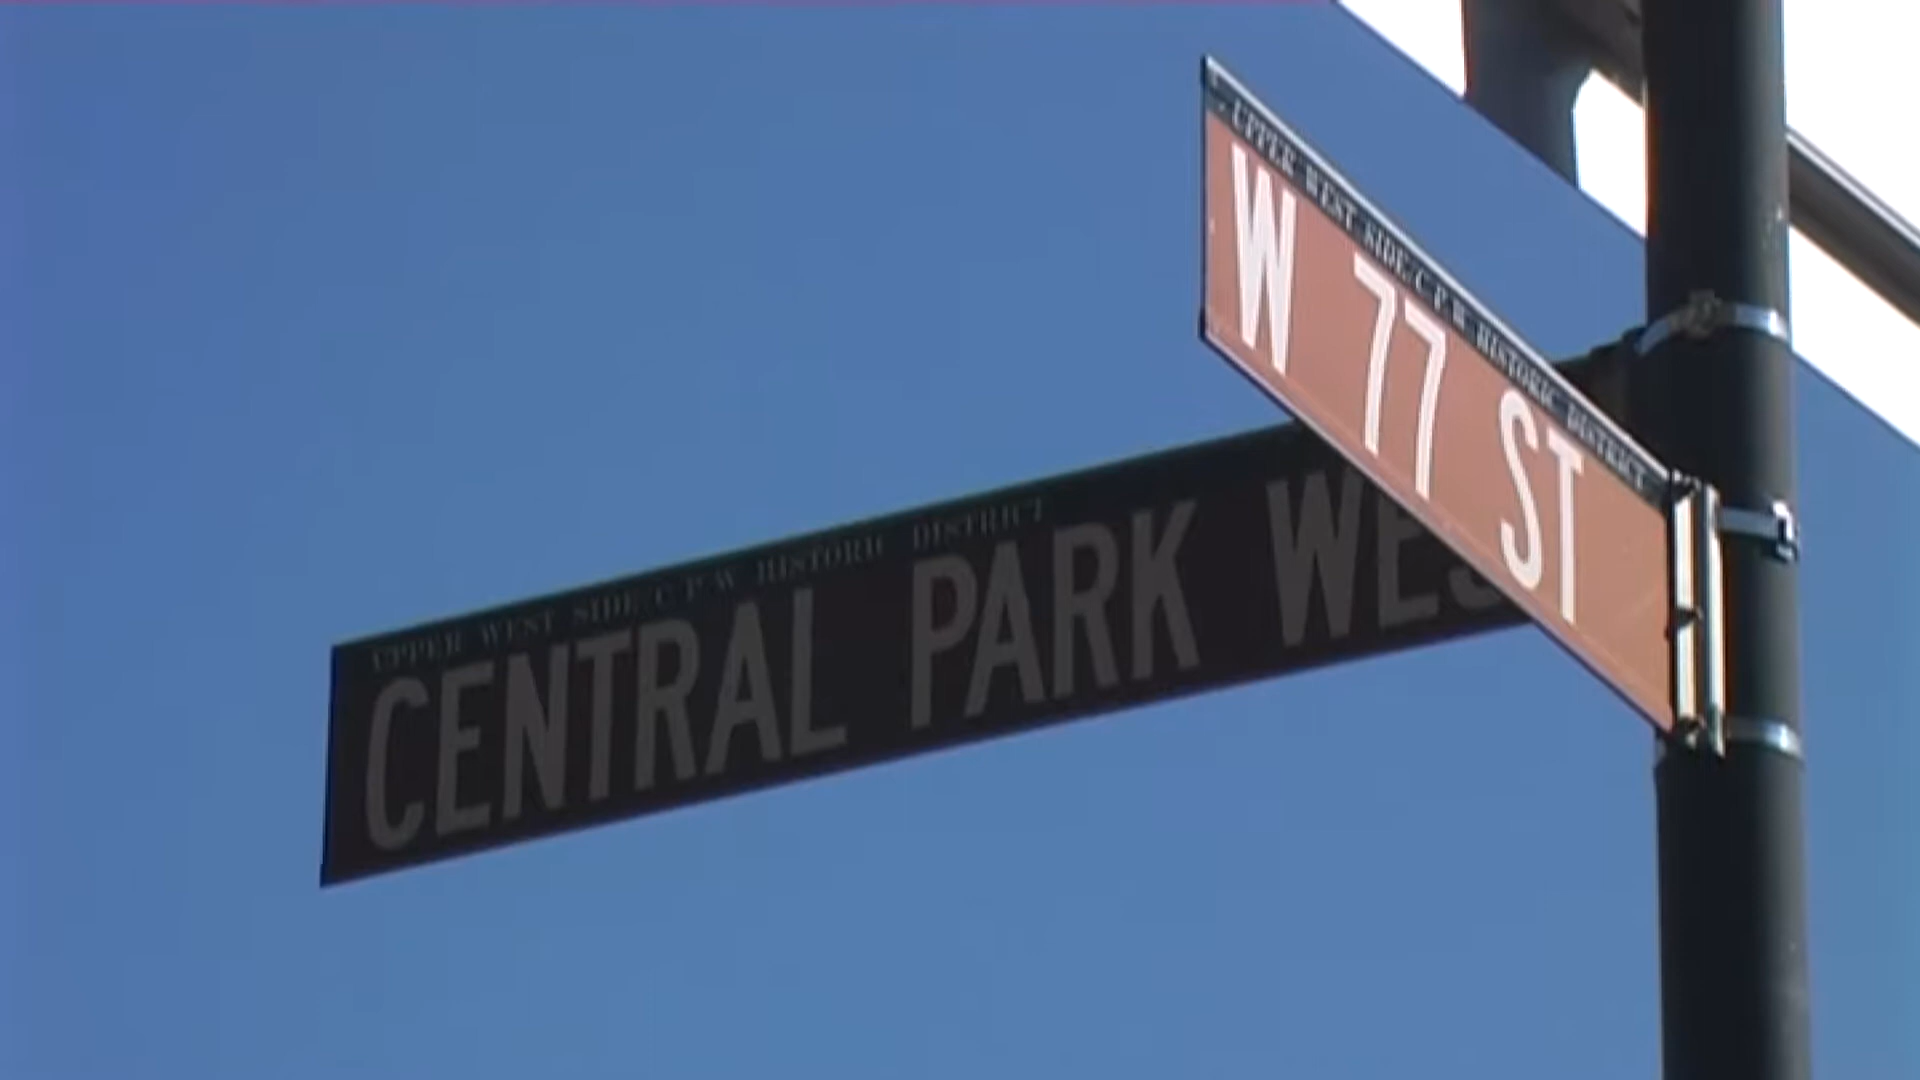 UPPER WEST SIDE/C P W HISTORIC DISTRICT
W 77 ST
UPPER WEST SIDE/C P W HISTORIC DISTRICT
CENTRAL PARK WES